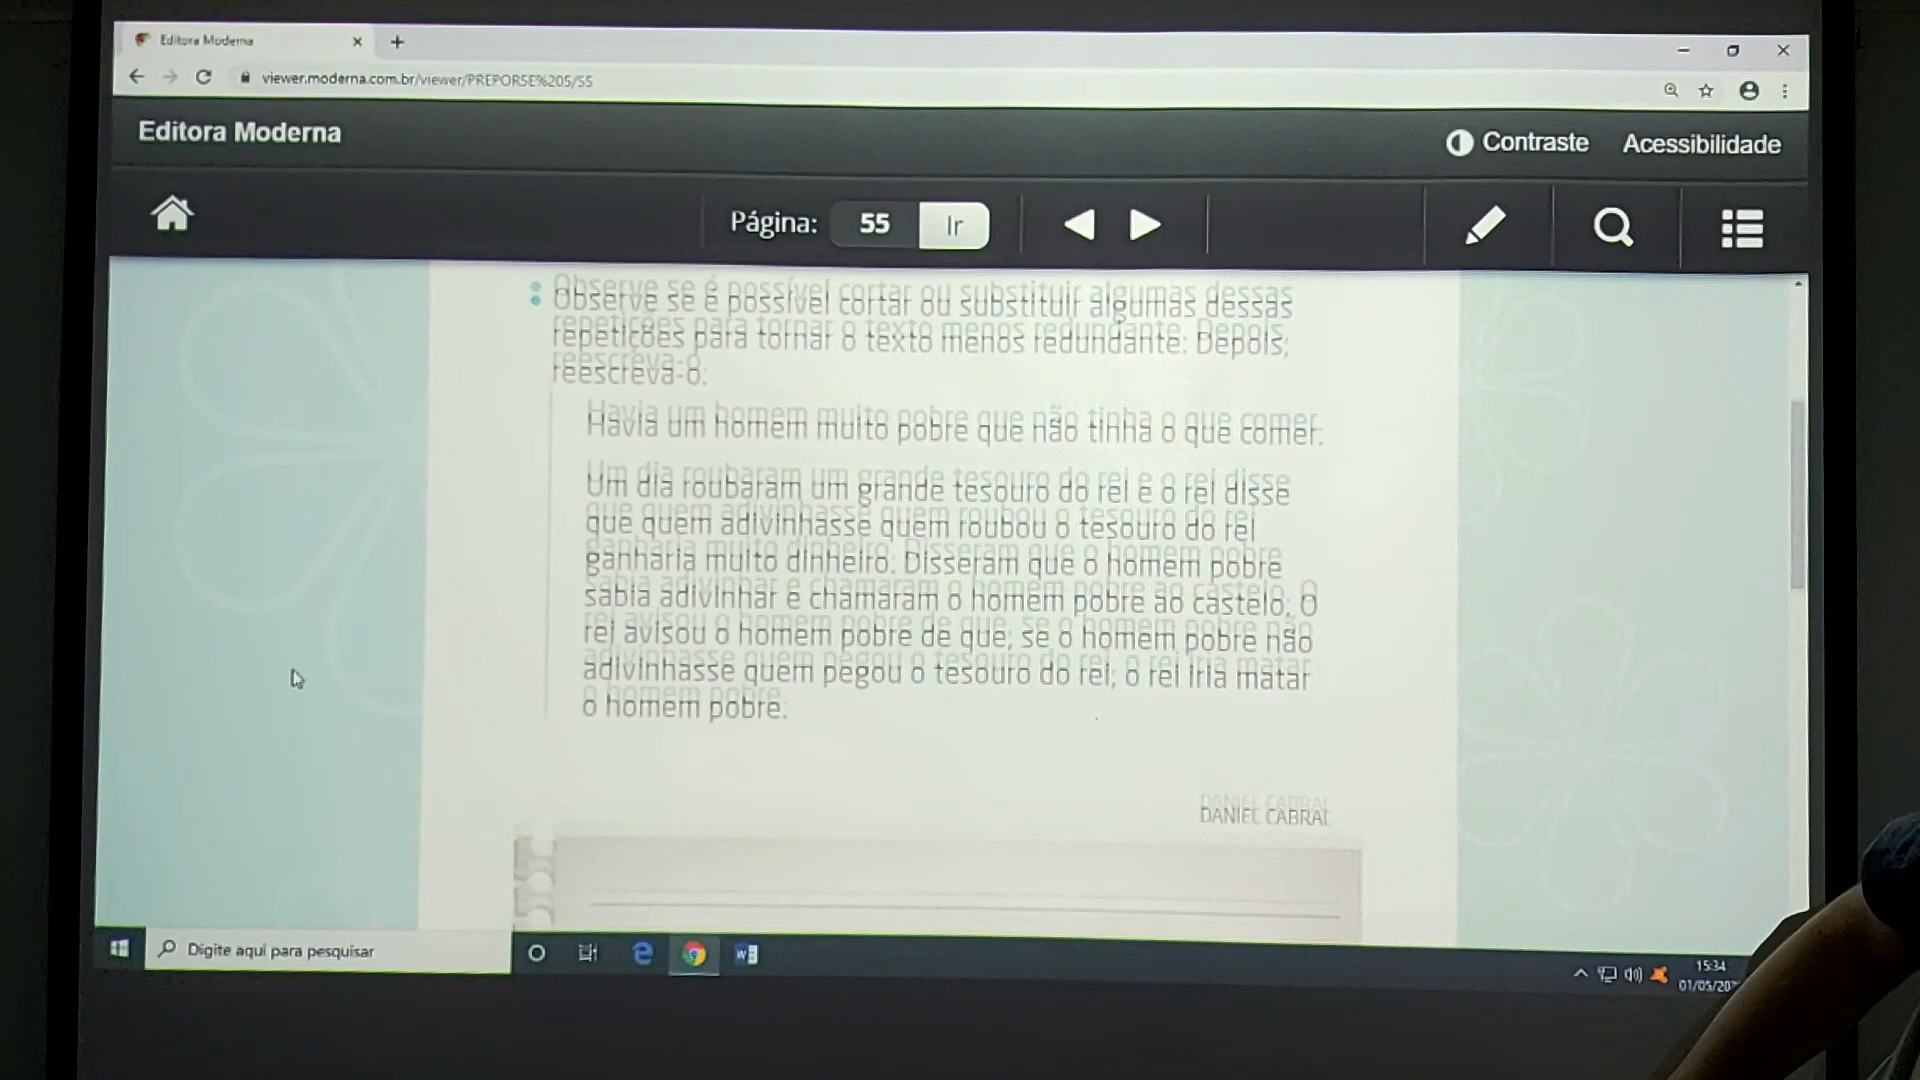 Editora Moderna
viewer.moderna.com.br/viewer/PREPORSE%205/55
Editora Moderna
Contraste Acessibilidade
Página: 55 Ir
Observe se é possível cortar ou substituir algumas dessas
repetições para tornar o texto menos redundante. Depois,
reescreva-o.
Havia um homem muito pobre que não tinha o que comer.
Um dia roubaram um grande tesouro do rei e o rei disse
que quem adivinhasse quem roubou o tesouro do rei
ganharia muito dinheiro. Disseram que o homem pobre
sabia adivinhar e chamaram o homem pobre ao castelo. O
rei avisou o homem pobre de que, se o homem pobre não
adivinhasse quem pegou o tesouro do rei, o rei iria matar
o homem pobre.
DANIEL CABRAL
Digite aqui para pesquisar
15:34